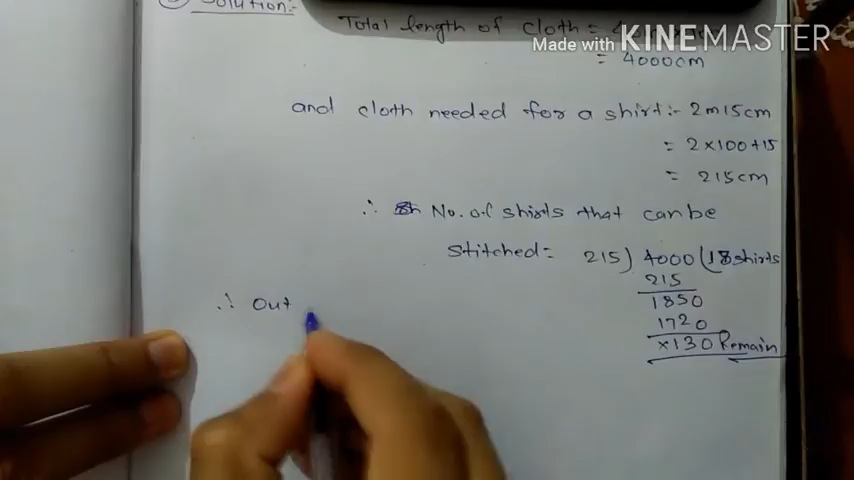 Solution:-
Total length of cloth =
Made with KINEMASTER
= 4000cm
and cloth needed for a shirt:- 2m15cm
= 2×100+15
= 215cm
∴ No. of shirts that can be
stitched = 215) 4000 (18shirts
215
1850
1720
×130 Remain
∴ Out